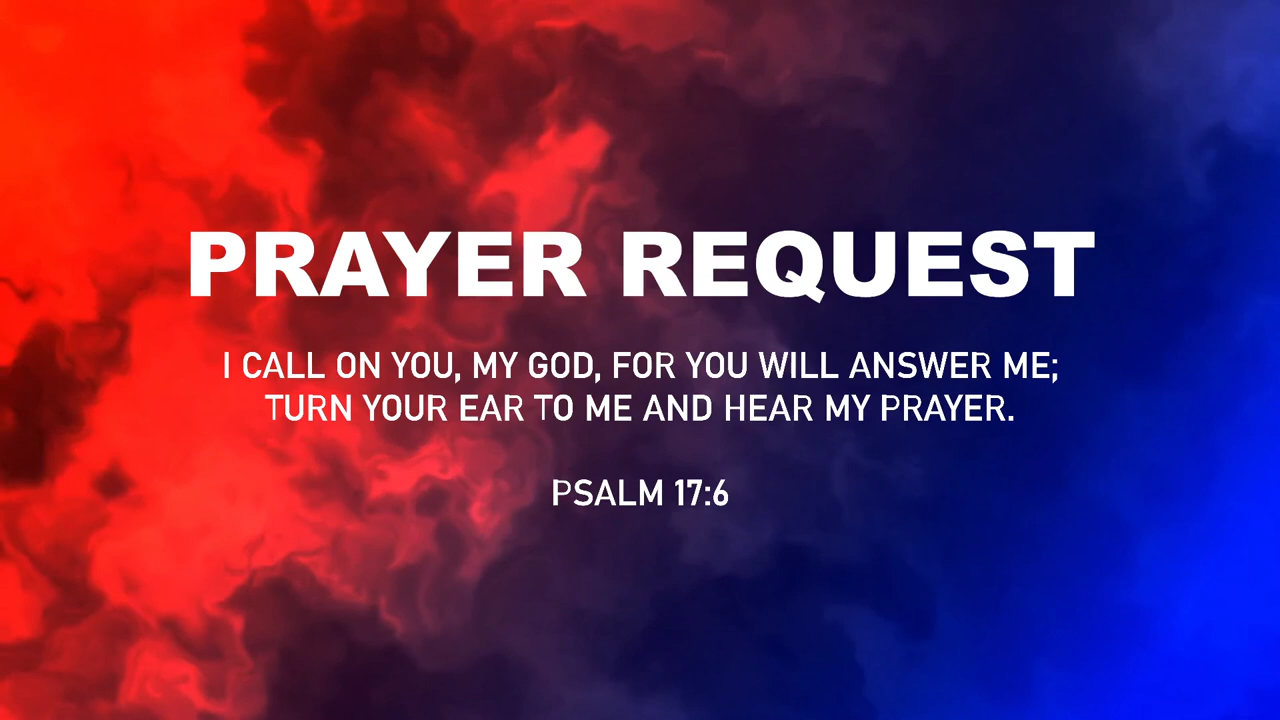 PRAYER REQUEST
I CALL ON YOU, MY GOD, FOR YOU WILL ANSWER ME;
TURN YOUR EAR TO ME AND HEAR MY PRAYER.
PSALM 17:6